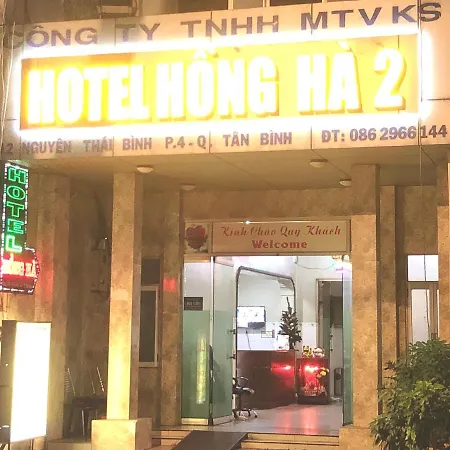 CÔNG TY TNHH MTV KS
HOTEL HỒNG HÀ 2
2 NGUYỄN THÁI BÌNH P.4-Q. TÂN BÌNH ĐT: 086 2966 144
HOTEL
Kính Chào Quý Khách
Welcome